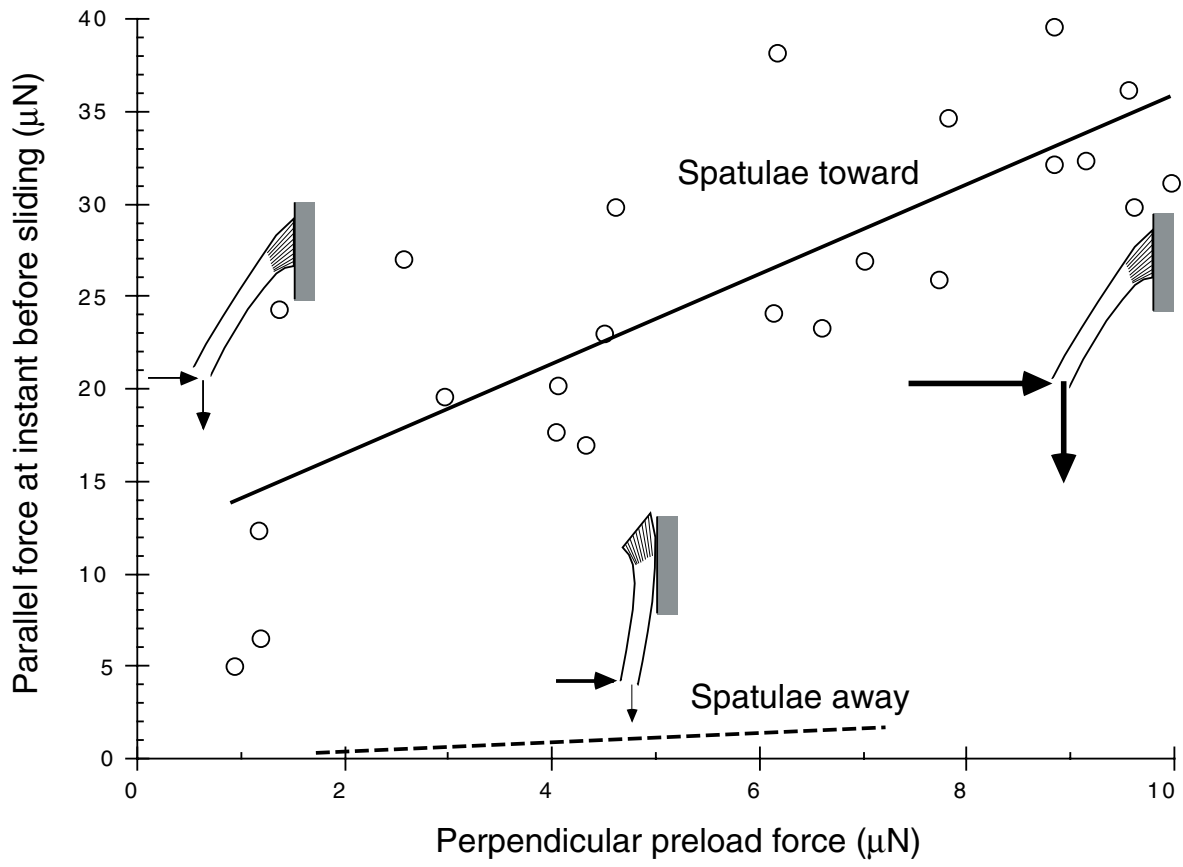 40
35
30
25
20
15
10
5
0
Parallel force at instant before sliding (μN)
Spatulae toward
Spatulae away
0 2 4 6 8 10
Perpendicular preload force (μN)